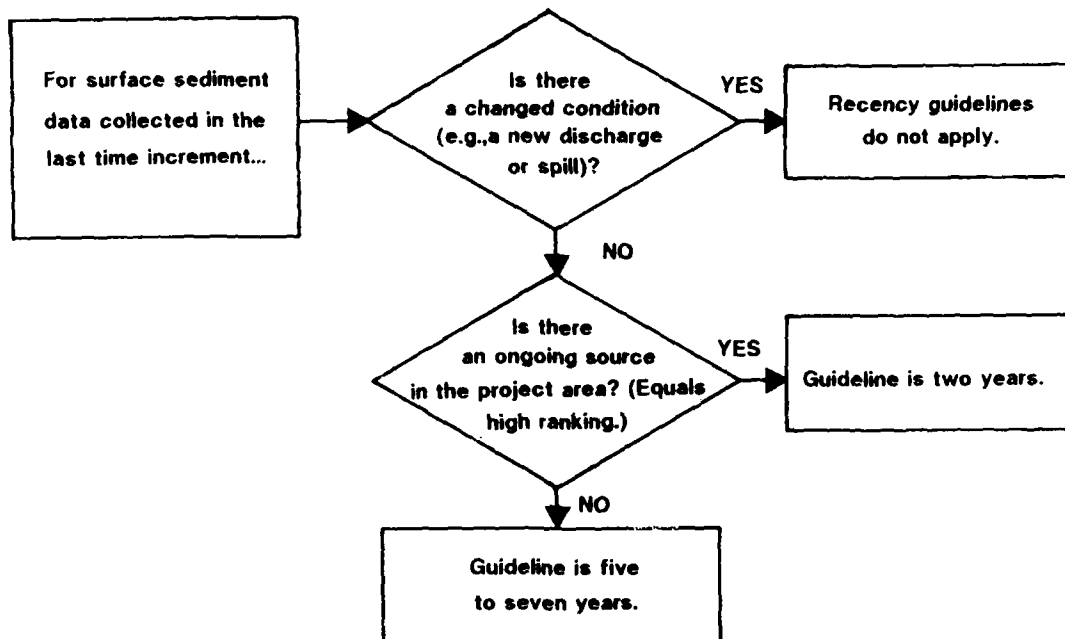 For surface sediment
data collected in the
last time increment...
Is there
a changed condition
(e.g.,a new discharge
or spill)?
YES
Recency guidelines
do not apply.
NO
Is there
an ongoing source
in the project area? (Equals
high ranking.)
YES
Guideline is two years.
NO
Guideline is five
to seven years.